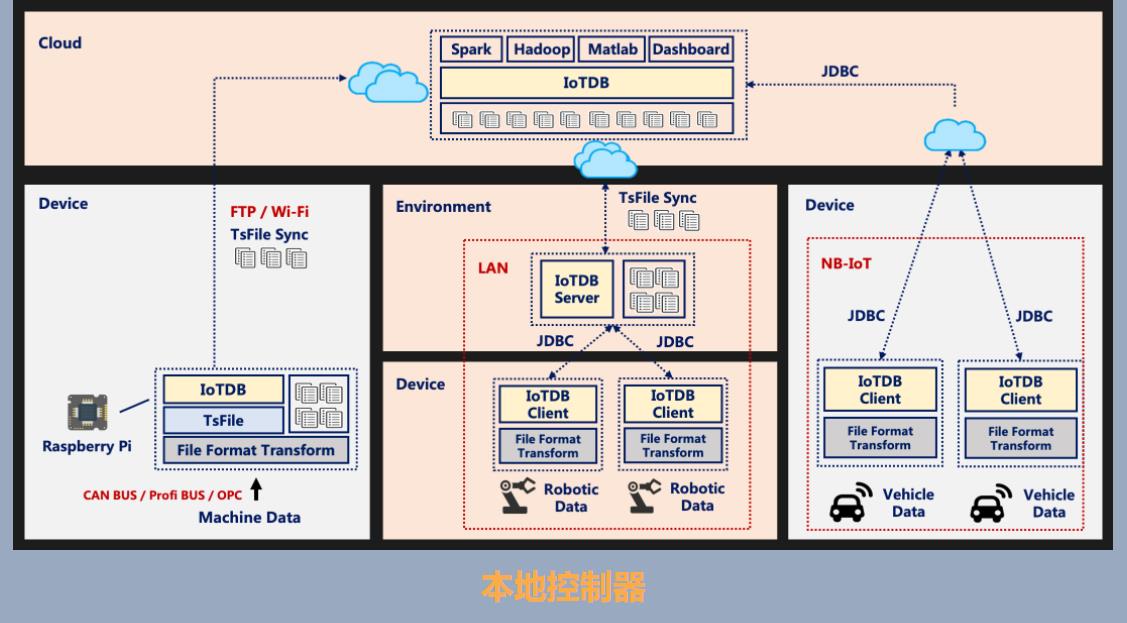 Cloud
Spark
Hadoop
Matlab
Dashboard
IoTDB
JDBC
Device
FTP / Wi-Fi
TsFile Sync
IoTDB
TsFile
File Format Transform
Raspberry Pi
CAN BUS / Profi BUS / OPC
Machine Data
Environment
TsFile Sync
LAN
IoTDB
Server
JDBC
JDBC
Device
IoTDB
Client
File Format
Transform
IoTDB
Client
File Format
Transform
Robotic
Data
Robotic
Data
Device
NB-IoT
JDBC
JDBC
IoTDB
Client
File Format
Transform
IoTDB
Client
File Format
Transform
Vehicle
Data
Vehicle
Data
本地控制器